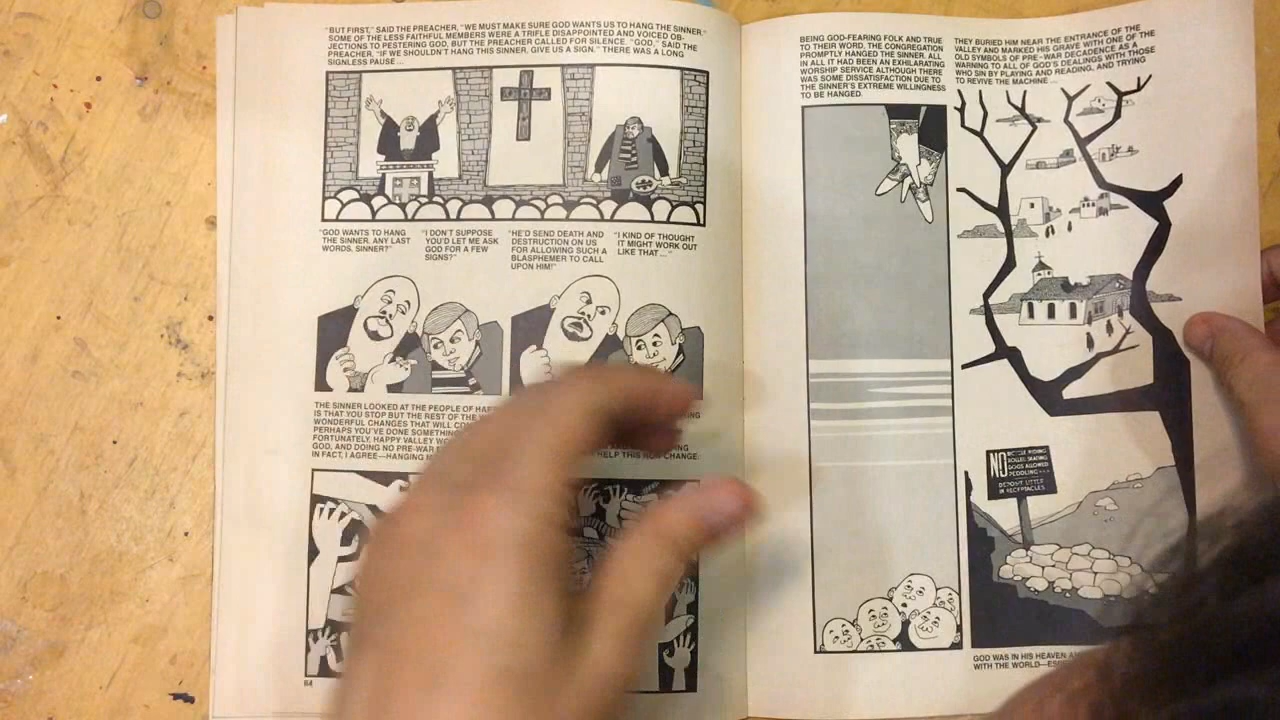 "BUT FIRST," SAID THE PREACHER, "WE MUST MAKE SURE GOD WANTS US TO HANG THE SINNER."
SOME OF THE LESS FAITHFUL MEMBERS WERE A TRIFLE DISAPPOINTED AND VOICED OB-
JECTIONS TO PESTERING GOD, BUT THE PREACHER CALLED FOR SILENCE. "GOD," SAID THE
PREACHER, "IF WE SHOULDN'T HANG THIS SINNER, GIVE US A SIGN." THERE WAS A LONG
SIGNLESS PAUSE ...
"GOD WANTS TO HANG
THE SINNER. ANY LAST
WORDS, SINNER?"
"I DON'T SUPPOSE
YOU'D LET ME ASK
GOD FOR A FEW
SIGNS?"
"HE'D SEND DEATH AND
DESTRUCTION ON US
FOR ALLOWING SUCH A
BLASPHEMER TO CALL
UPON HIM!"
"I KIND OF THOUGHT
IT MIGHT WORK OUT
LIKE THAT ..."
THE SINNER LOOKED AT THE PEOPLE OF
IS THAT YOU STOP BUT THE REST OF THE
WONDERFUL CHANGES THAT WILL
PERHAPS YOU'VE DONE SOMETHING
FORTUNATELY, HAPPY VALLEY
GOD, AND DOING NO PRE-WAR
IN FACT, I AGREE—HANGING HELP THIS CHANGE:
64
BEING GOD-FEARING FOLK AND TRUE
TO THEIR WORD, THE CONGREGATION
PROMPTLY HANGED THE SINNER. ALL
IN ALL IT HAD BEEN AN EXHILARATING
WORSHIP SERVICE ALTHOUGH THERE
WAS SOME DISSATISFACTION DUE TO
THE SINNER'S EXTREME WILLINGNESS
TO BE HANGED.
THEY BURIED HIM NEAR THE ENTRANCE OF THE
VALLEY AND MARKED HIS GRAVE WITH ONE OF THE
OLD SYMBOLS OF PRE-WAR DECADENCE AS A
WARNING TO ALL OF GOD'S DEALINGS WITH THOSE
WHO SIN BY PLAYING AND READING, AND TRYING
TO REVIVE THE MACHINE ...
NO BICYCLE RIDING
ROLLER SKATING
DOGS ALLOWED
PEDDLING
DEPOSIT LITTER
IN RECEPTACLES
GOD WAS IN HIS HEAVEN
WITH THE WORLD—